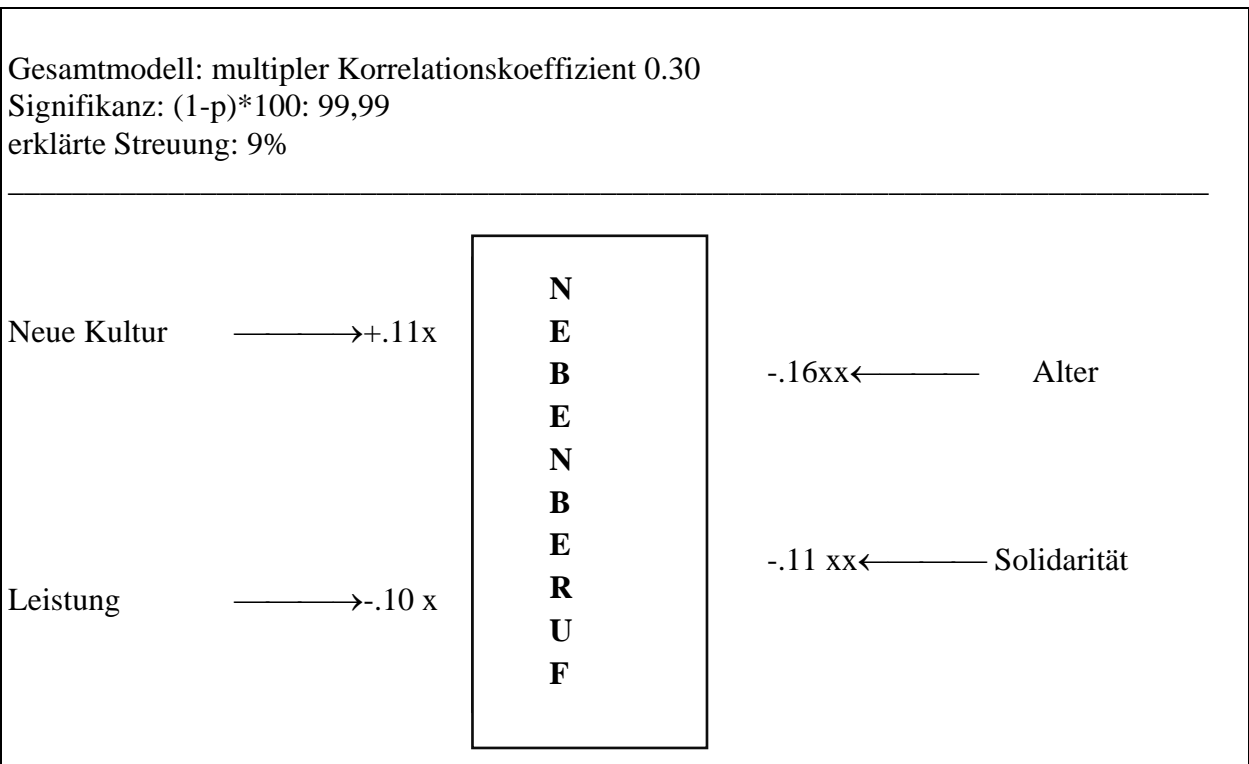 Gesamtmodell: multipler Korrelationskoeffizient 0.30
Signifikanz: (1-p)*100: 99,99
erklärte Streuung: 9%
Neue Kultur →+.11x
Leistung →-.10 x
N
E
B
E
N
B
E
R
U
F
-.16xx← Alter
-.11 xx← Solidarität